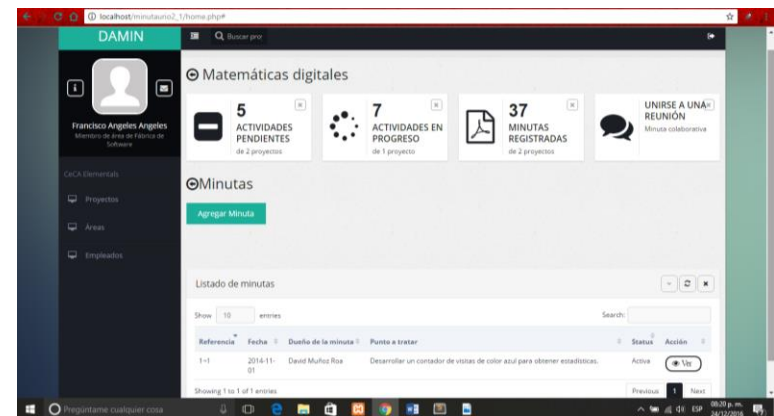 localhost/minutaurio2_1/home.php#
DAMIN
Buscar por
Matemáticas digitales
5
ACTIVIDADES
PENDIENTES
de 2 proyectos
7
ACTIVIDADES EN
PROGRESO
de 1 proyecto
37
MINUTAS
REGISTRADAS
de 2 proyectos
UNIRSE A UNA
REUNIÓN
Minuta colaborativa
Francisco Angeles Angeles
Miembro de área de Fábrica de
Software
CeCA Elementals
Proyectos
Áreas
Empleados
Minutas
Agregar Minuta
Listado de minutas
Show 10 entries
Search:
Referencia Fecha Dueño de la minuta Punto a tratar Status Acción
1-1 2014-11-01 David Muñoz Roa Desarrollar un contador de visitas de color azul para obtener estadísticas. Activa Ver
Showing 1 to 1 of 1 entries
Previous 1 Next
Pregúntame cualquier cosa
ESP
08:20 p. m.
24/12/2016